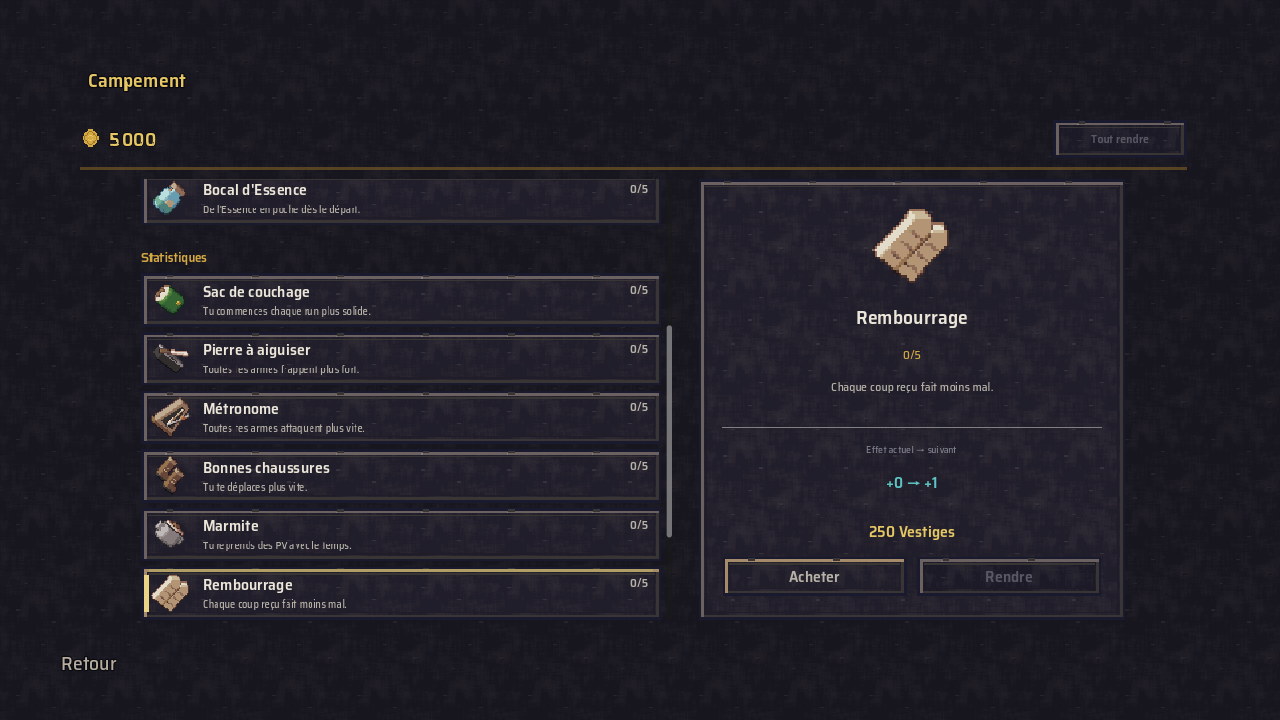 Campement
5 000
Tout rendre
Bocal d'Essence
0/5
De l'Essence en poche dès le départ.
Statistiques
Sac de couchage
0/5
Tu commences chaque run plus solide.
Pierre à aiguiser
0/5
Toutes tes armes frappent plus fort.
Métronome
0/5
Toutes tes armes attaquent plus vite.
Bonnes chaussures
0/5
Tu te déplaces plus vite.
Marmite
0/5
Tu reprends des PV avec le temps.
Rembourrage
0/5
Chaque coup reçu fait moins mal.
Rembourrage
0/5
Chaque coup reçu fait moins mal.
Effet actuel → suivant
+0 → +1
250 Vestiges
Acheter
Rendre
Retour